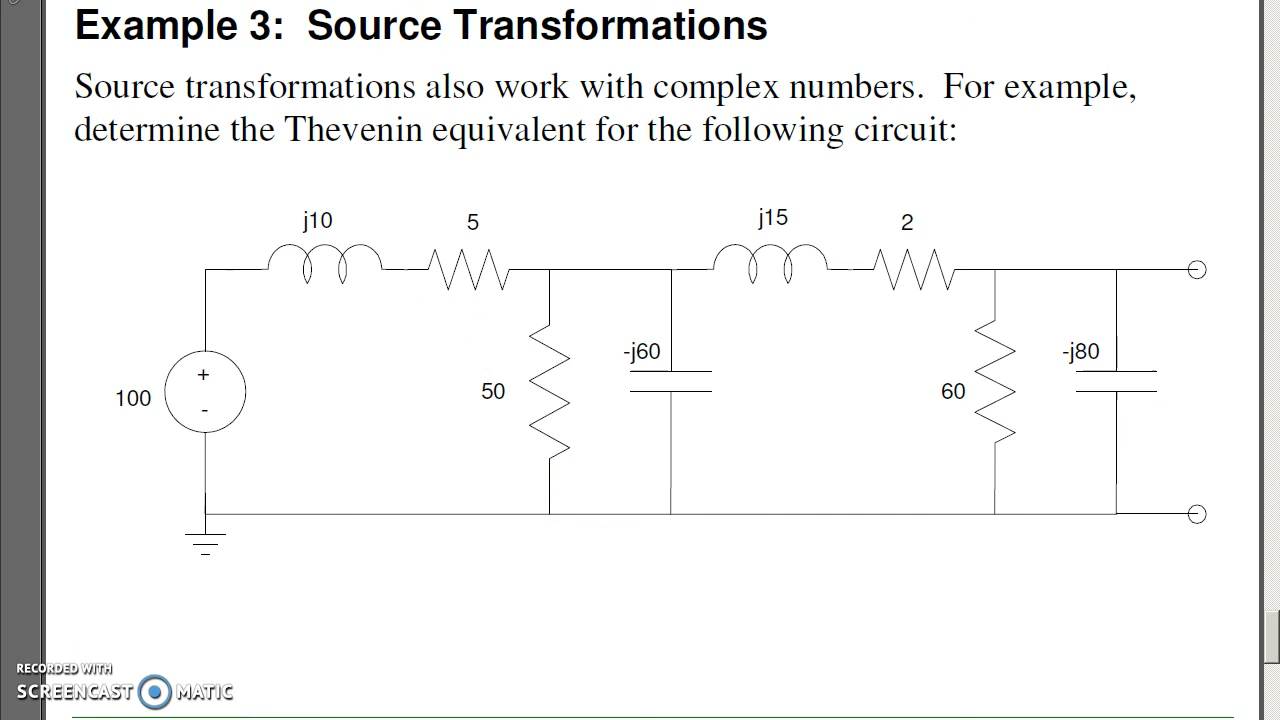 Example 3: Source Transformations
Source transformations also work with complex numbers. For example,
determine the Thevenin equivalent for the following circuit:
j10
5
j15
2
+
-
100
50
-j60
60
-j80
RECORDED WITH
SCREENCAST MATIC